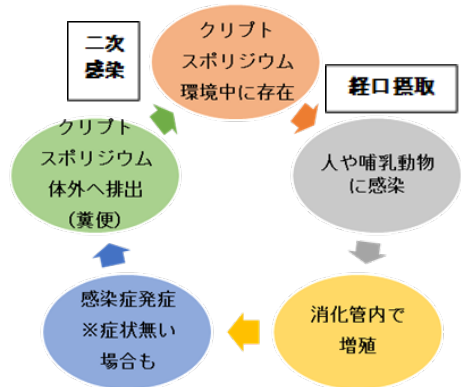 クリプト
スポリジウム
環境中に存在
経口摂取
人や哺乳動物
に感染
消化管内で
増殖
感染症発症
※症状無い
場合も
クリプト
スポリジウム
体外へ排出
(糞便)
二次
感染